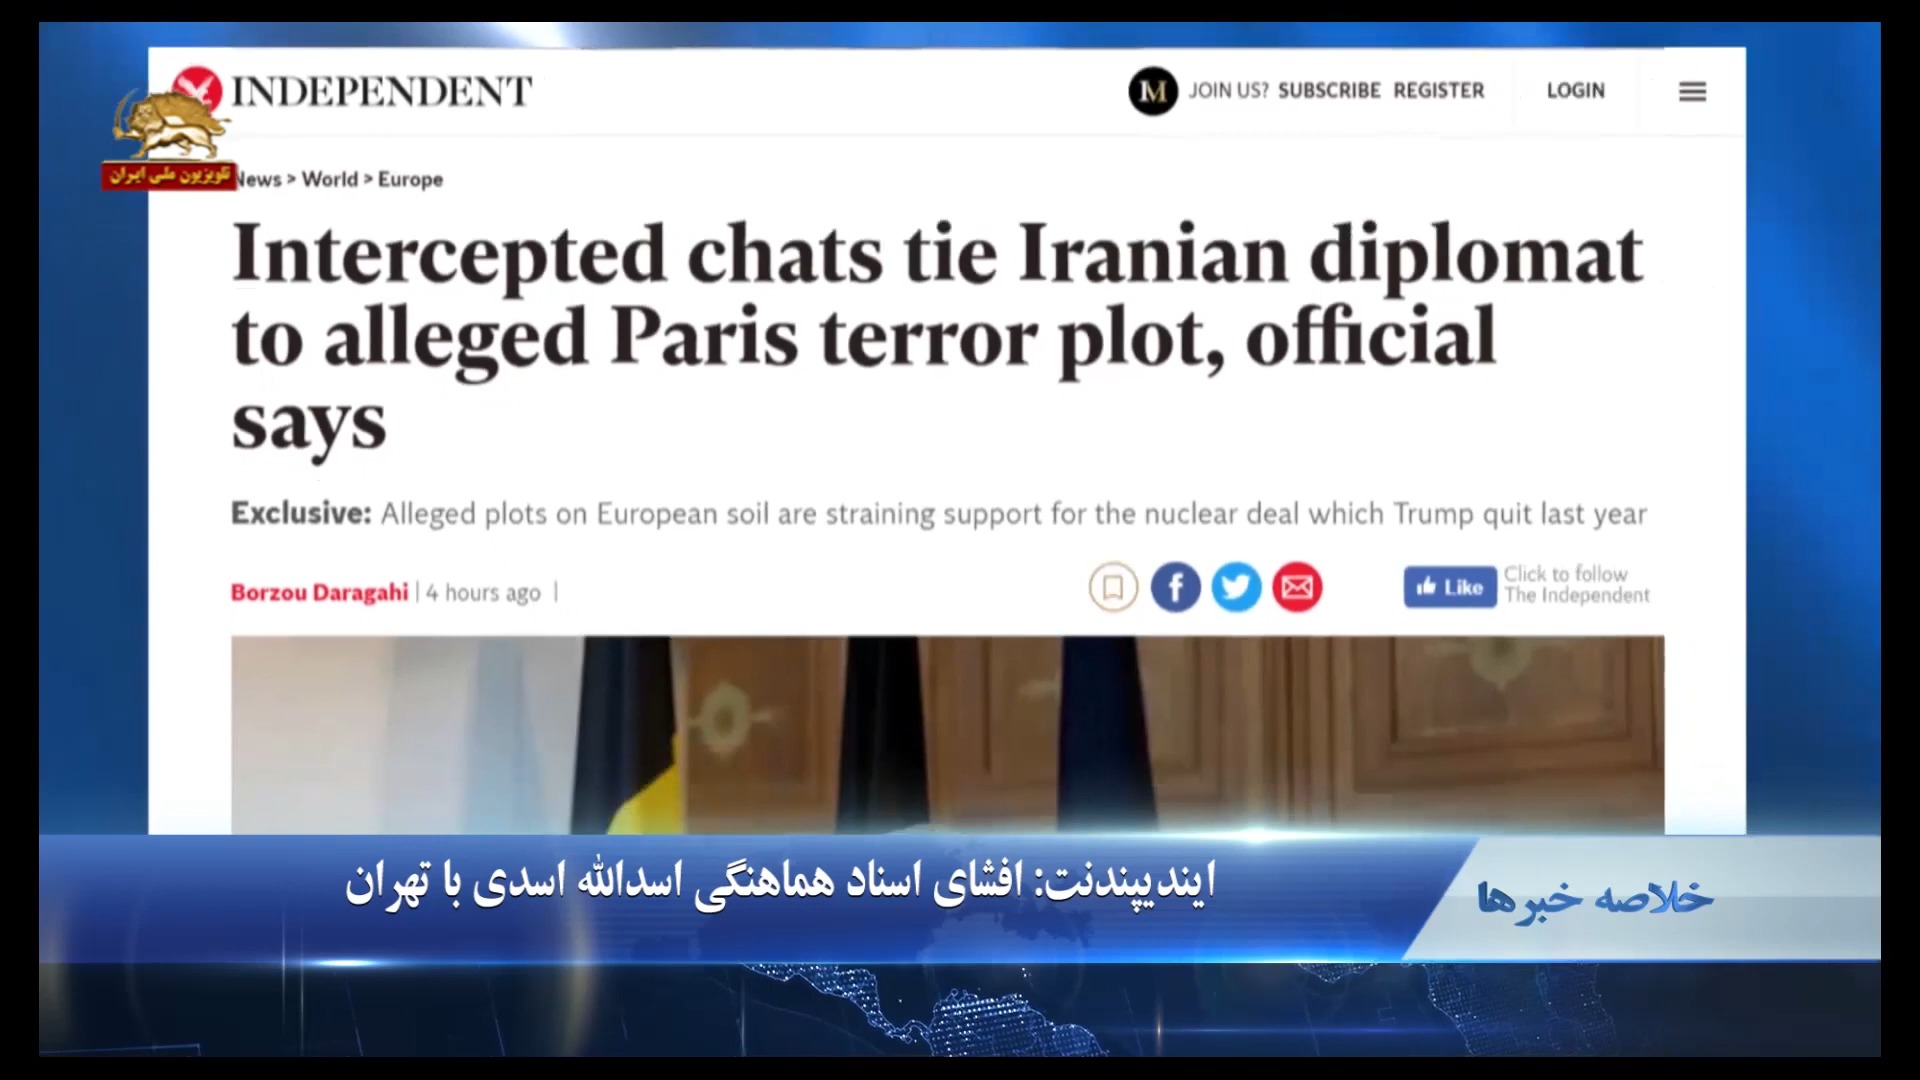 INDEPENDENT
M JOIN US? SUBSCRIBE REGISTER LOGIN
تلویزیون ملی ایران
News > World > Europe
Intercepted chats tie Iranian diplomat
to alleged Paris terror plot, official
says
Exclusive: Alleged plots on European soil are straining support for the nuclear deal which Trump quit last year
Borzou Daragahi | 4 hours ago |
f
Like
Click to follow
The Independent
ایندیپندنت: افشای اسناد هماهنگی اسدالله اسدی با تهران
خلاصه خبرها